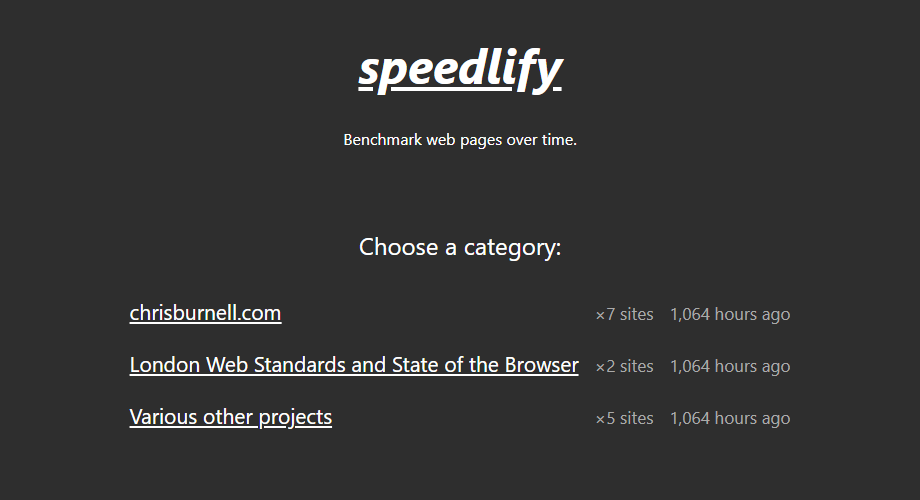 speedlify
Benchmark web pages over time.
Choose a category:
chrisburnell.com ×7 sites 1,064 hours ago
London Web Standards and State of the Browser ×2 sites 1,064 hours ago
Various other projects ×5 sites 1,064 hours ago